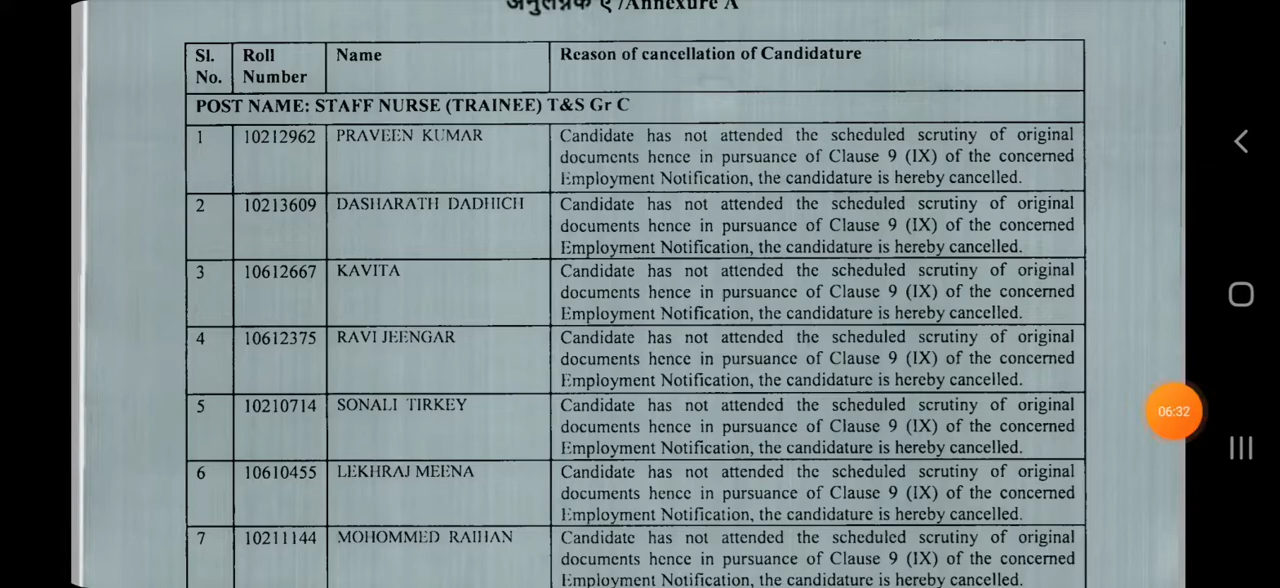 अनुलग्नक ए /Annexure A
Sl. No. Roll Number Name Reason of cancellation of Candidature
POST NAME: STAFF NURSE (TRAINEE) T&S Gr C
1 10212962 PRAVEEN KUMAR Candidate has not attended the scheduled scrutiny of original
documents hence in pursuance of Clause 9 (IX) of the concerned
Employment Notification, the candidature is hereby cancelled.
2 10213609 DASHARATH DADHICH Candidate has not attended the scheduled scrutiny of original
documents hence in pursuance of Clause 9 (IX) of the concerned
Employment Notification, the candidature is hereby cancelled.
3 10612667 KAVITA Candidate has not attended the scheduled scrutiny of original
documents hence in pursuance of Clause 9 (IX) of the concerned
Employment Notification, the candidature is hereby cancelled.
4 10612375 RAVI JEENGAR Candidate has not attended the scheduled scrutiny of original
documents hence in pursuance of Clause 9 (IX) of the concerned
Employment Notification, the candidature is hereby cancelled.
5 10210714 SONALI TIRKEY Candidate has not attended the scheduled scrutiny of original
documents hence in pursuance of Clause 9 (IX) of the concerned
Employment Notification, the candidature is hereby cancelled.
6 10610455 LEKHRAJ MEENA Candidate has not attended the scheduled scrutiny of original
documents hence in pursuance of Clause 9 (IX) of the concerned
Employment Notification, the candidature is hereby cancelled.
7 10211144 MOHOMMED RAIHAN Candidate has not attended the scheduled scrutiny of original
documents hence in pursuance of Clause 9 (IX) of the concerned
Employment Notification, the candidature is hereby cancelled.
06:32